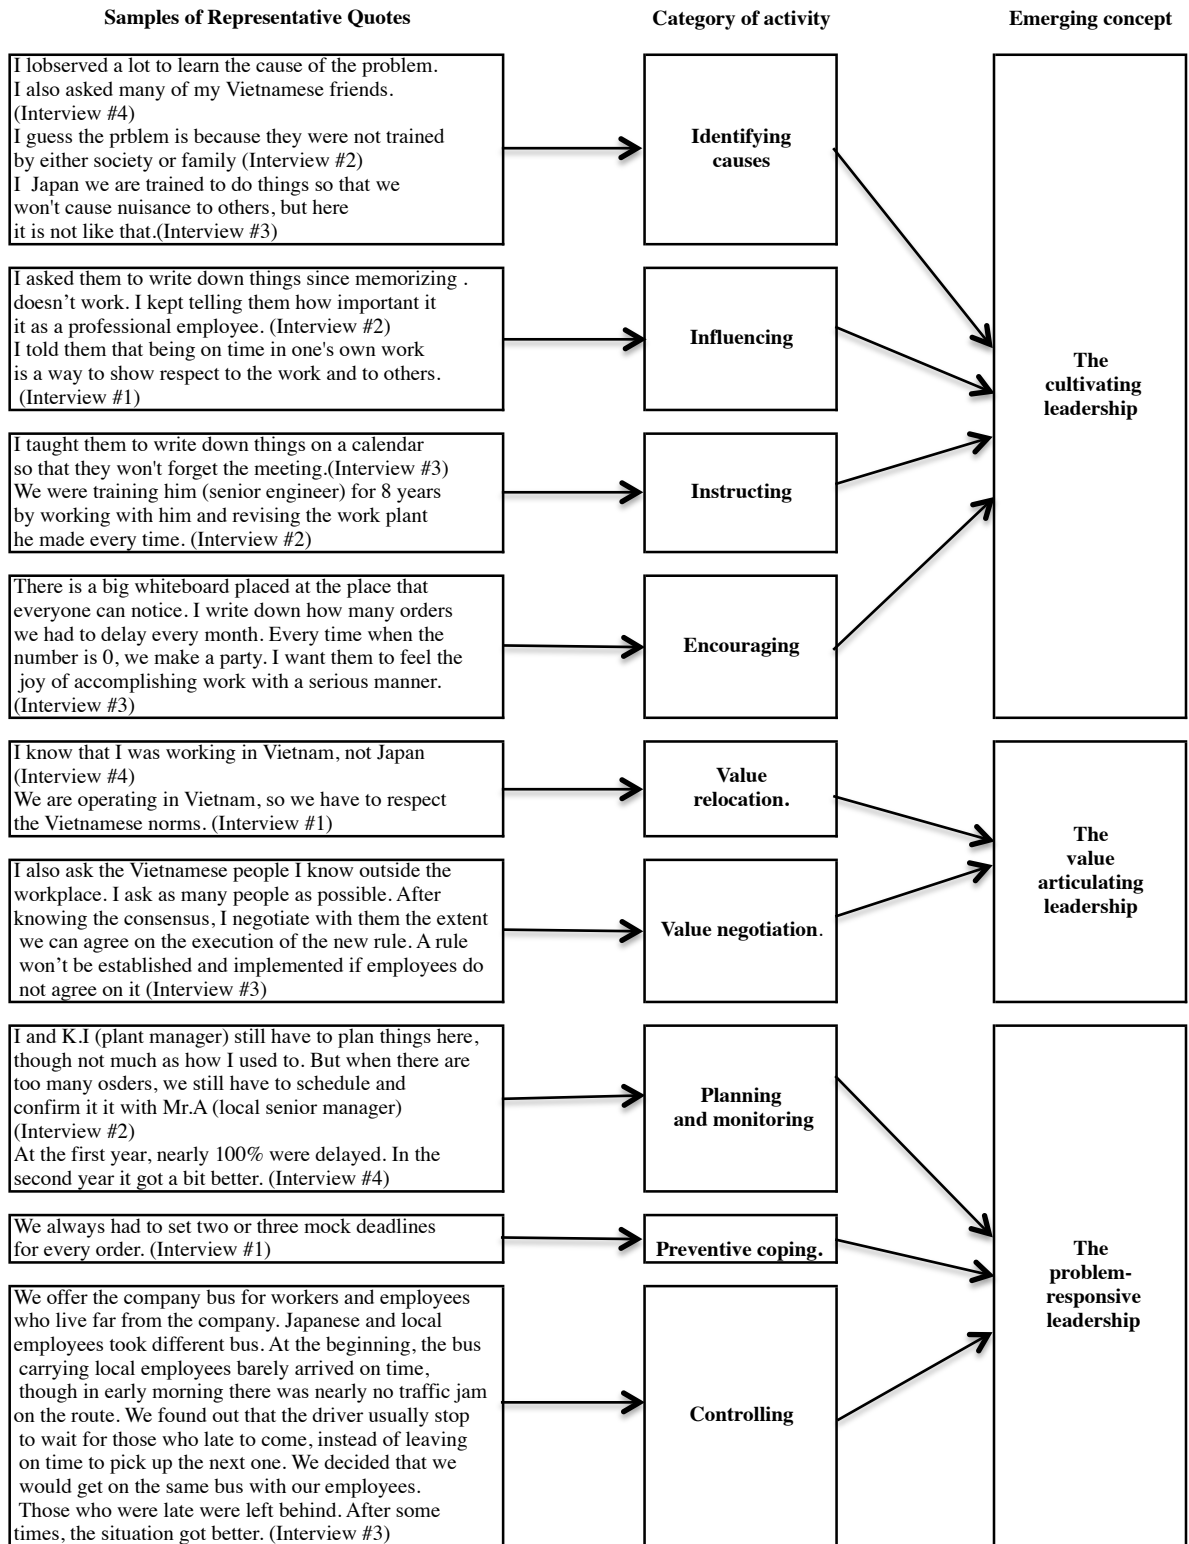 Samples of Representative Quotes
Category of activity
Emerging concept
I lobserved a lot to learn the cause of the problem.
I also asked many of my Vietnamese friends.
(Interview #4)
I guess the prblem is because they were not trained
by either society or family (Interview #2)
I  Japan we are trained to do things so that we
won't cause nuisance to others, but here
it is not like that.(Interview #3)
Identifying
causes
I asked them to write down things since memorizing .
doesn’t work. I kept telling them how important it
it as a professional employee. (Interview #2)
I told them that being on time in one's own work
is a way to show respect to the work and to others.
(Interview #1)
Influencing
I taught them to write down things on a calendar
so that they won't forget the meeting.(Interview #3)
We were training him (senior engineer) for 8 years
by working with him and revising the work plant
he made every time. (Interview #2)
Instructing
There is a big whiteboard placed at the place that
everyone can notice. I write down how many orders
we had to delay every month. Every time when the
number is 0, we make a party. I want them to feel the
joy of accomplishing work with a serious manner.
(Interview #3)
Encouraging
The
cultivating
leadership
I know that I was working in Vietnam, not Japan
(Interview #4)
We are operating in Vietnam, so we have to respect
the Vietnamese norms. (Interview #1)
Value
relocation.
I also ask the Vietnamese people I know outside the
workplace. I ask as many people as possible. After
knowing the consensus, I negotiate with them the extent
we can agree on the execution of the new rule. A rule
won’t be established and implemented if employees do
not agree on it (Interview #3)
Value negotiation.
The
value
articulating
leadership
I and K.I (plant manager) still have to plan things here,
though not much as how I used to. But when there are
too many osders, we still have to schedule and
confirm it it with Mr.A (local senior manager)
(Interview #2)
At the first year, nearly 100% were delayed. In the
second year it got a bit better. (Interview #4)
Planning
and monitoring
We always had to set two or three mock deadlines
for every order. (Interview #1)
Preventive coping.
We offer the company bus for workers and employees
who live far from the company. Japanese and local
employees took different bus. At the beginning, the bus
carrying local employees barely arrived on time,
though in early morning there was nearly no traffic jam
on the route. We found out that the driver usually stop
to wait for those who late to come, instead of leaving
on time to pick up the next one. We decided that we
would get on the same bus with our employees.
Those who were late were left behind. After some
times, the situation got better. (Interview #3)
Controlling
The
problem-
responsive
leadership